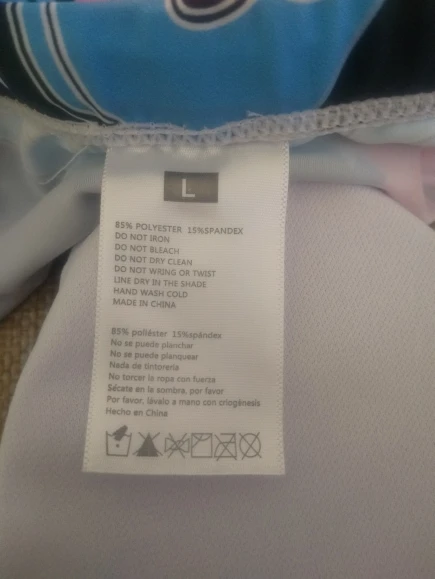 L
85% POLYESTER 15%SPANDEX
DO NOT IRON
DO NOT BLEACH
DO NOT DRY CLEAN
DO NOT WRING OR TWIST
LINE DRY IN THE SHADE
HAND WASH COLD
MADE IN CHINA
85% poliéster 15%spándex
No se puede planchar
No se puede planquear
Nada de tintorería
No torcer la ropa con fuerza
Sécate en la sombra, por favor
Por favor, lávalo a mano con criogénesis
Hecho en China